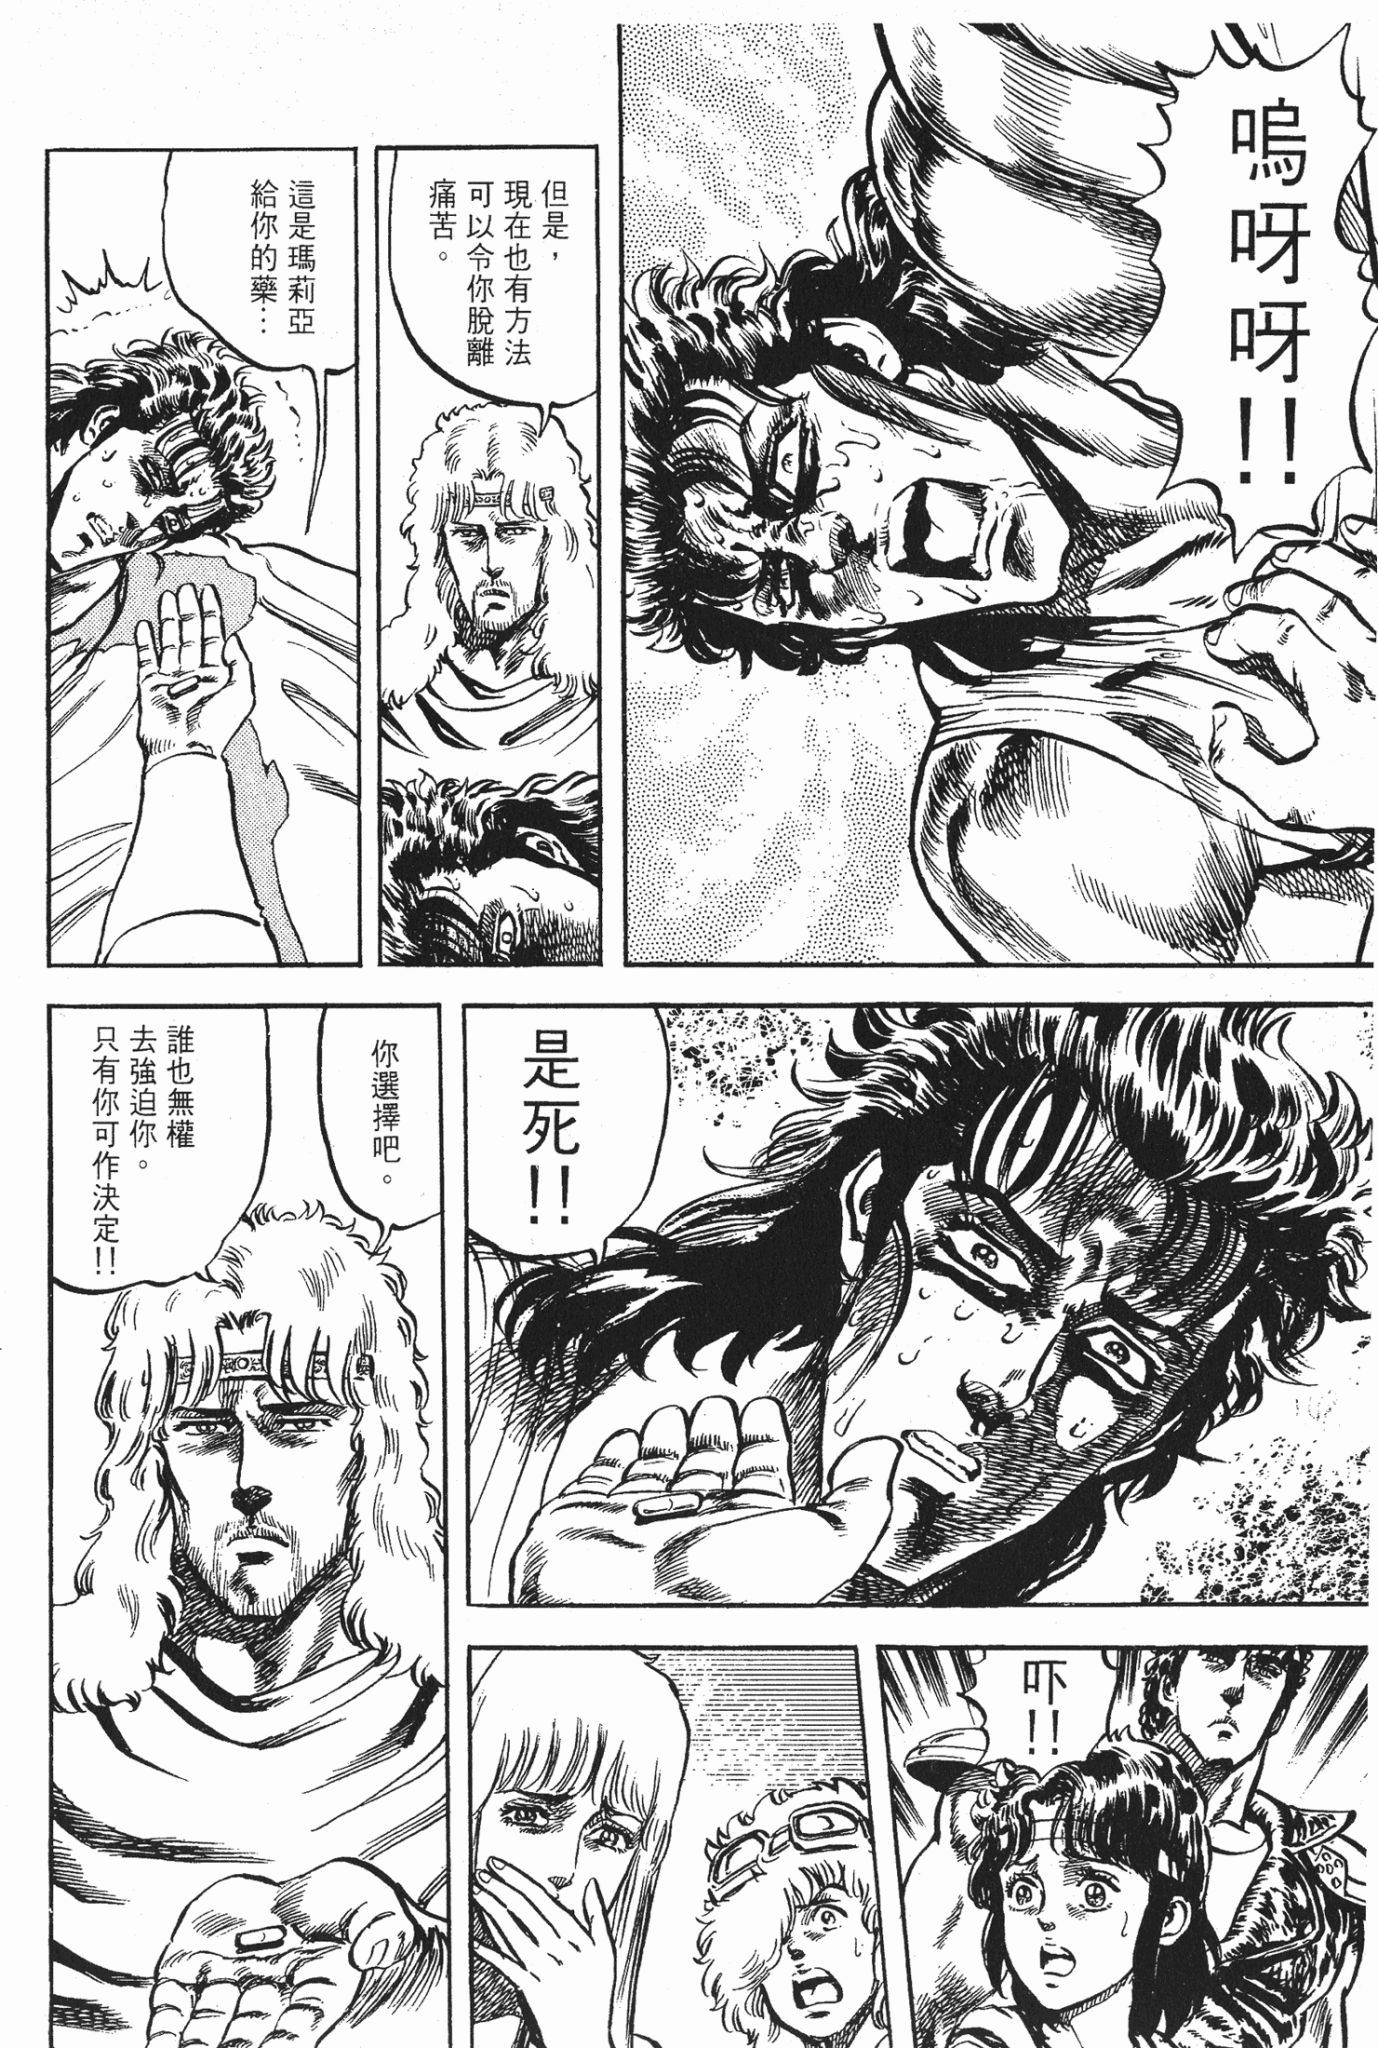 嗚呀呀!!
但是，
現在也有方法
可以令你脫離
痛苦。
這是瑪莉亞
給你的藥…
是死!!
吓!!
你選擇吧。
誰也無權
去強迫你。
只有你可作決定!!